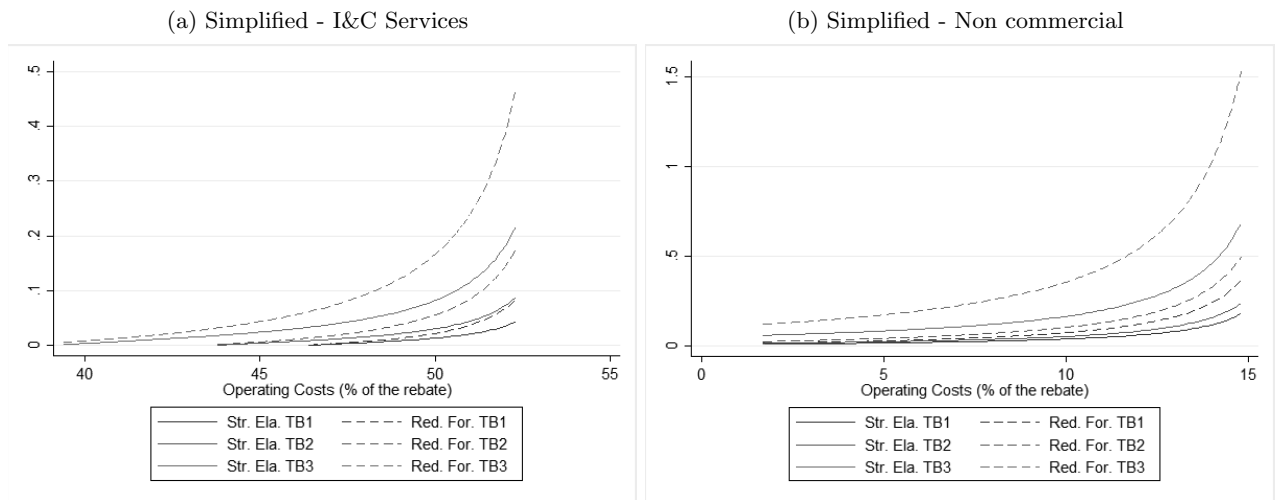 (a) Simplified - I&C Services
.5
.4
.3
.2
.1
0
40 45 50 55
Operating Costs (% of the rebate)
Str. Ela. TB1 Red. For. TB1
Str. Ela. TB2 Red. For. TB2
Str. Ela. TB3 Red. For. TB3
(b) Simplified - Non commercial
1.5
1
.5
0
0 5 10 15
Operating Costs (% of the rebate)
Str. Ela. TB1 Red. For. TB1
Str. Ela. TB2 Red. For. TB2
Str. Ela. TB3 Red. For. TB3